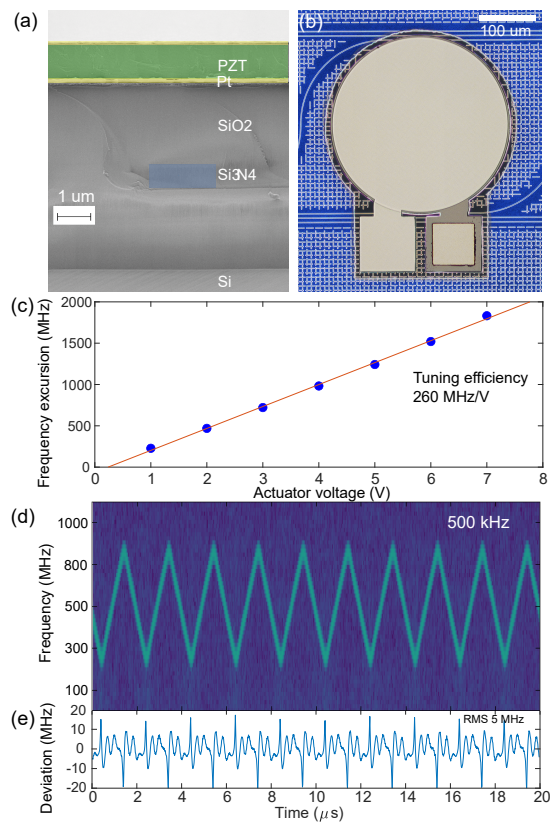 (a)
PZT
Pt
SiO2
Si3N4
1 um
Si
(b)
100 um
(c)
Frequency excursion (MHz)
2000
1500
1000
500
0
Tuning efficiency
260 MHz/V
0 1 2 3 4 5 6 7 8
Actuator voltage (V)
(d)
500 kHz
Frequency (MHz)
1100
800
500
300
100
(e)
RMS 5 MHz
Deviation (MHz)
20
10
0
-10
-20
0 2 4 6 8 10 12 14 16 18 20
Time (μs)